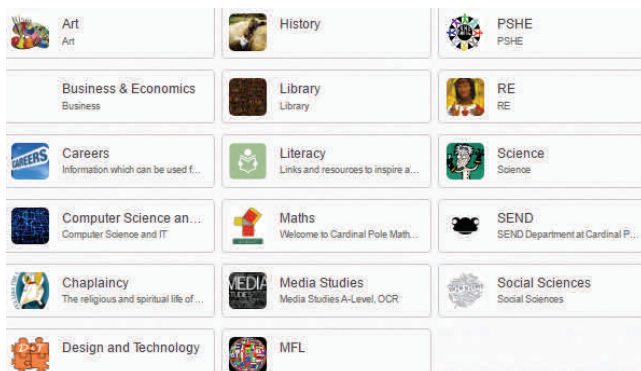 Art
Art
History
PSHE
PSHE
Business & Economics
Business
Library
Library
RE
RE
Careers
Information which can be used f...
Literacy
Links and resources to inspire a...
Science
Science
Computer Science an...
Computer Science and IT
Maths
Welcome to Cardinal Pole Math...
SEND
SEND Department at Cardinal P...
Chaplaincy
The religious and spiritual life of ...
Media Studies
Media Studies A-Level, OCR
Social Sciences
Social Sciences
Design and Technology
MFL
CAREERS
MEDIA
STUDIES